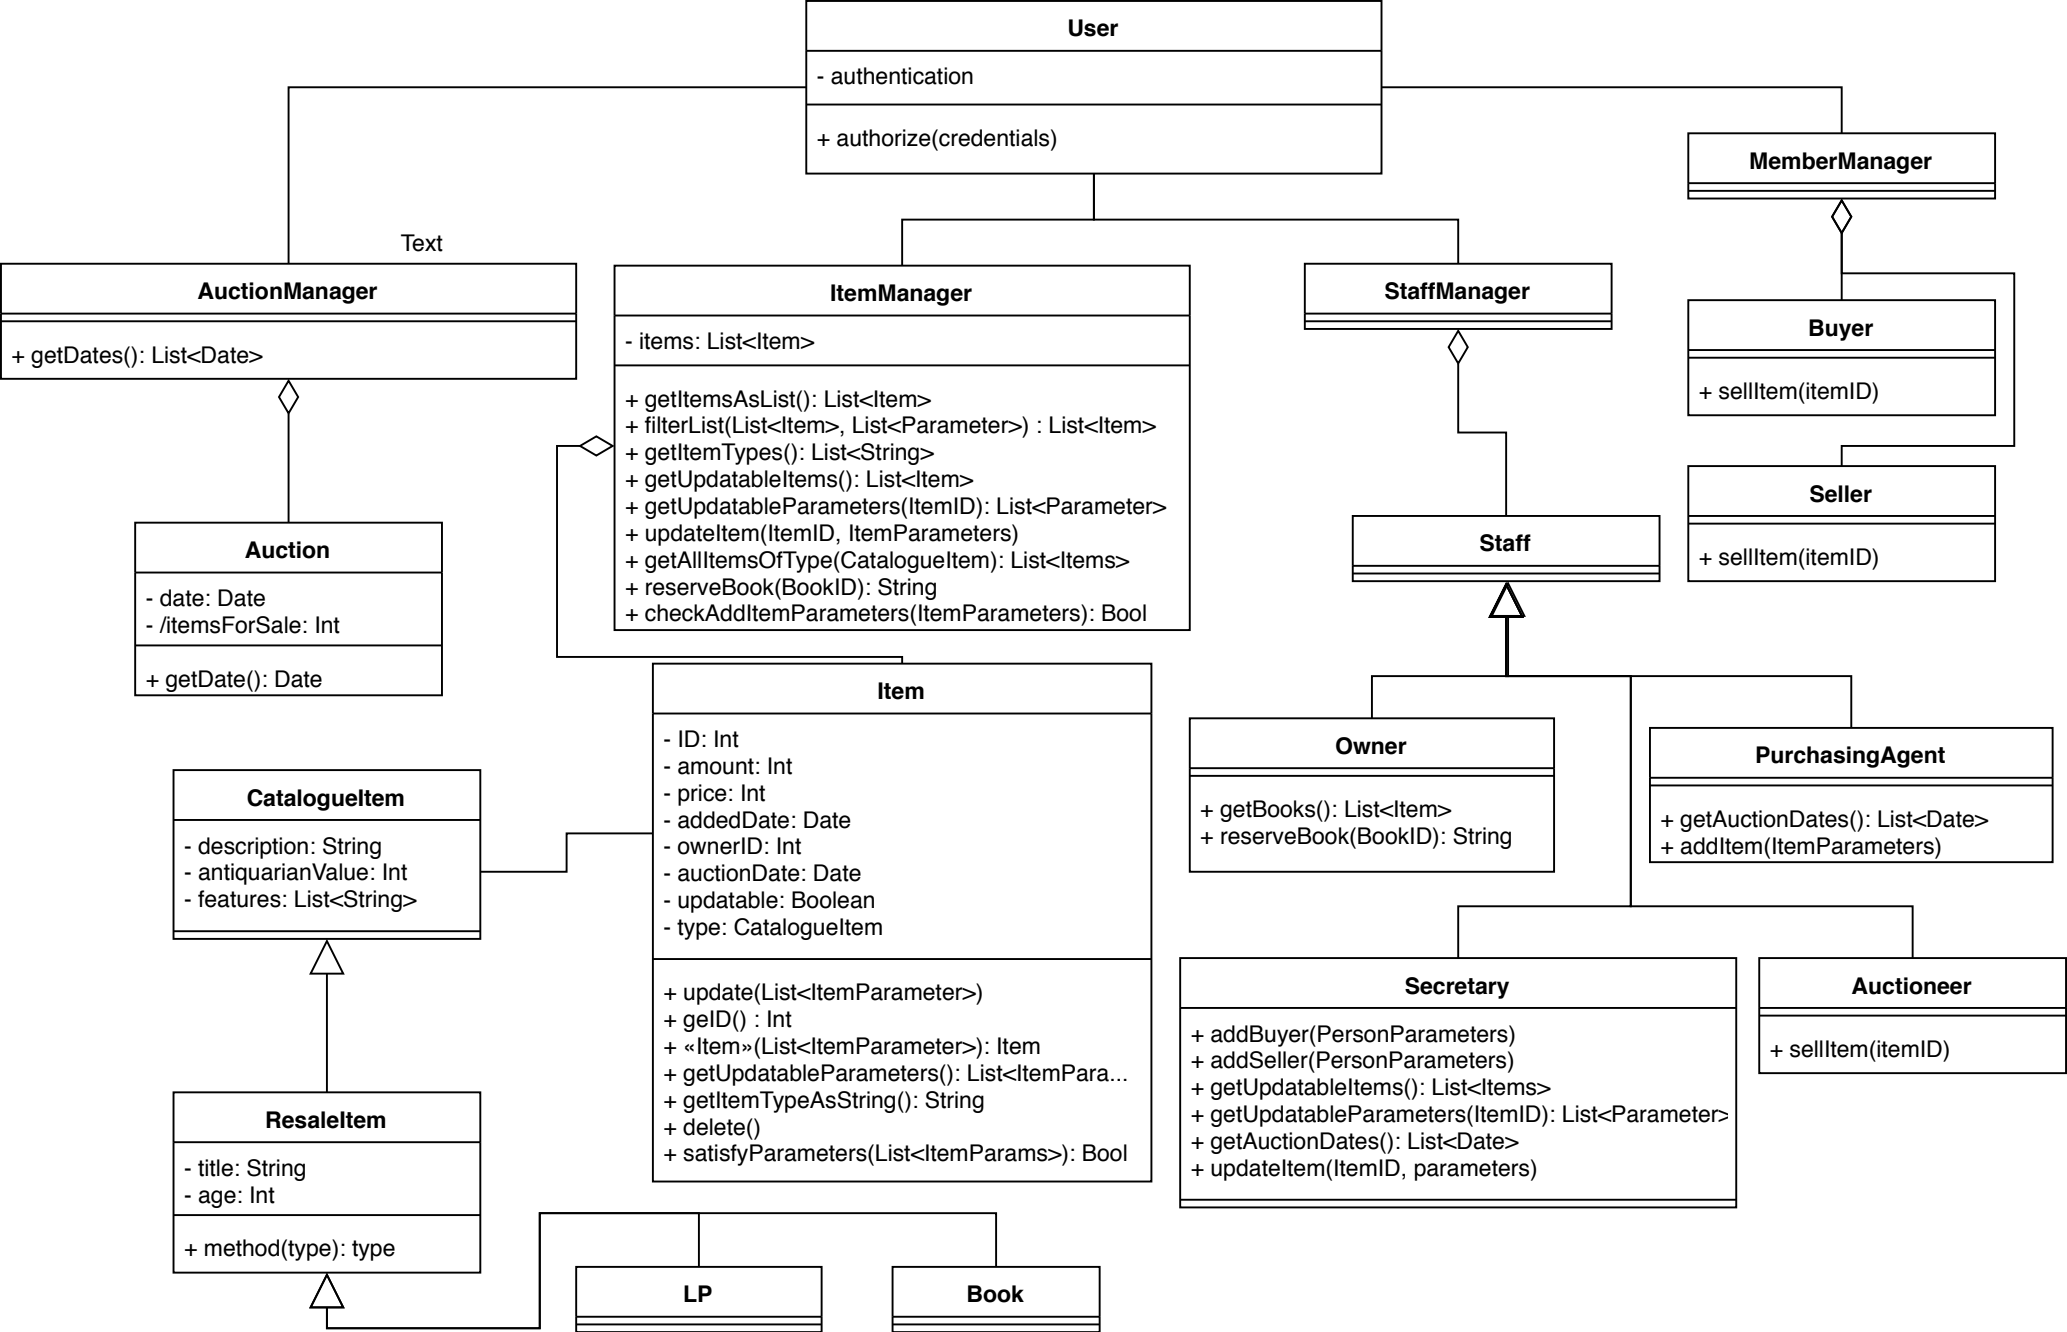 User
- authentication
+ authorize(credentials)
MemberManager
Text
AuctionManager
+ getDates(): List<Date>
ItemManager
- items: List<Item>
+ getItemsAsList(): List<Item>
+ filterList(List<Item>, List<Parameter>) : List<Item>
+ getItemTypes(): List<String>
+ getUpdatableItems(): List<Item>
+ getUpdatableParameters(ItemID): List<Parameter>
+ updateItem(ItemID, ItemParameters)
+ getAllItemsOfType(CatalogueItem): List<Items>
+ reserveBook(BookID): String
+ checkAddItemParameters(ItemParameters): Bool
StaffManager
Buyer
+ sellItem(itemID)
Seller
+ sellItem(itemID)
Auction
- date: Date
- /itemsForSale: Int
+ getDate(): Date
Staff
Item
- ID: Int
- amount: Int
- price: Int
- addedDate: Date
- ownerID: Int
- auctionDate: Date
- updatable: Boolean
- type: CatalogueItem
+ update(List<ItemParameter>)
+ geID() : Int
+ «Item»(List<ItemParameter>): Item
+ getUpdatableParameters(): List<ItemPara...
+ getItemTypeAsString(): String
+ delete()
+ satisfyParameters(List<ItemParams>): Bool
Owner
+ getBooks(): List<Item>
+ reserveBook(BookID): String
PurchasingAgent
+ getAuctionDates(): List<Date>
+ addItem(ItemParameters)
CatalogueItem
- description: String
- antiquarianValue: Int
- features: List<String>
Secretary
+ addBuyer(PersonParameters)
+ addSeller(PersonParameters)
+ getUpdatableItems(): List<Items>
+ getUpdatableParameters(ItemID): List<Parameter>
+ getAuctionDates(): List<Date>
+ updateItem(ItemID, parameters)
Auctioneer
+ sellItem(itemID)
ResaleItem
- title: String
- age: Int
+ method(type): type
LP
Book